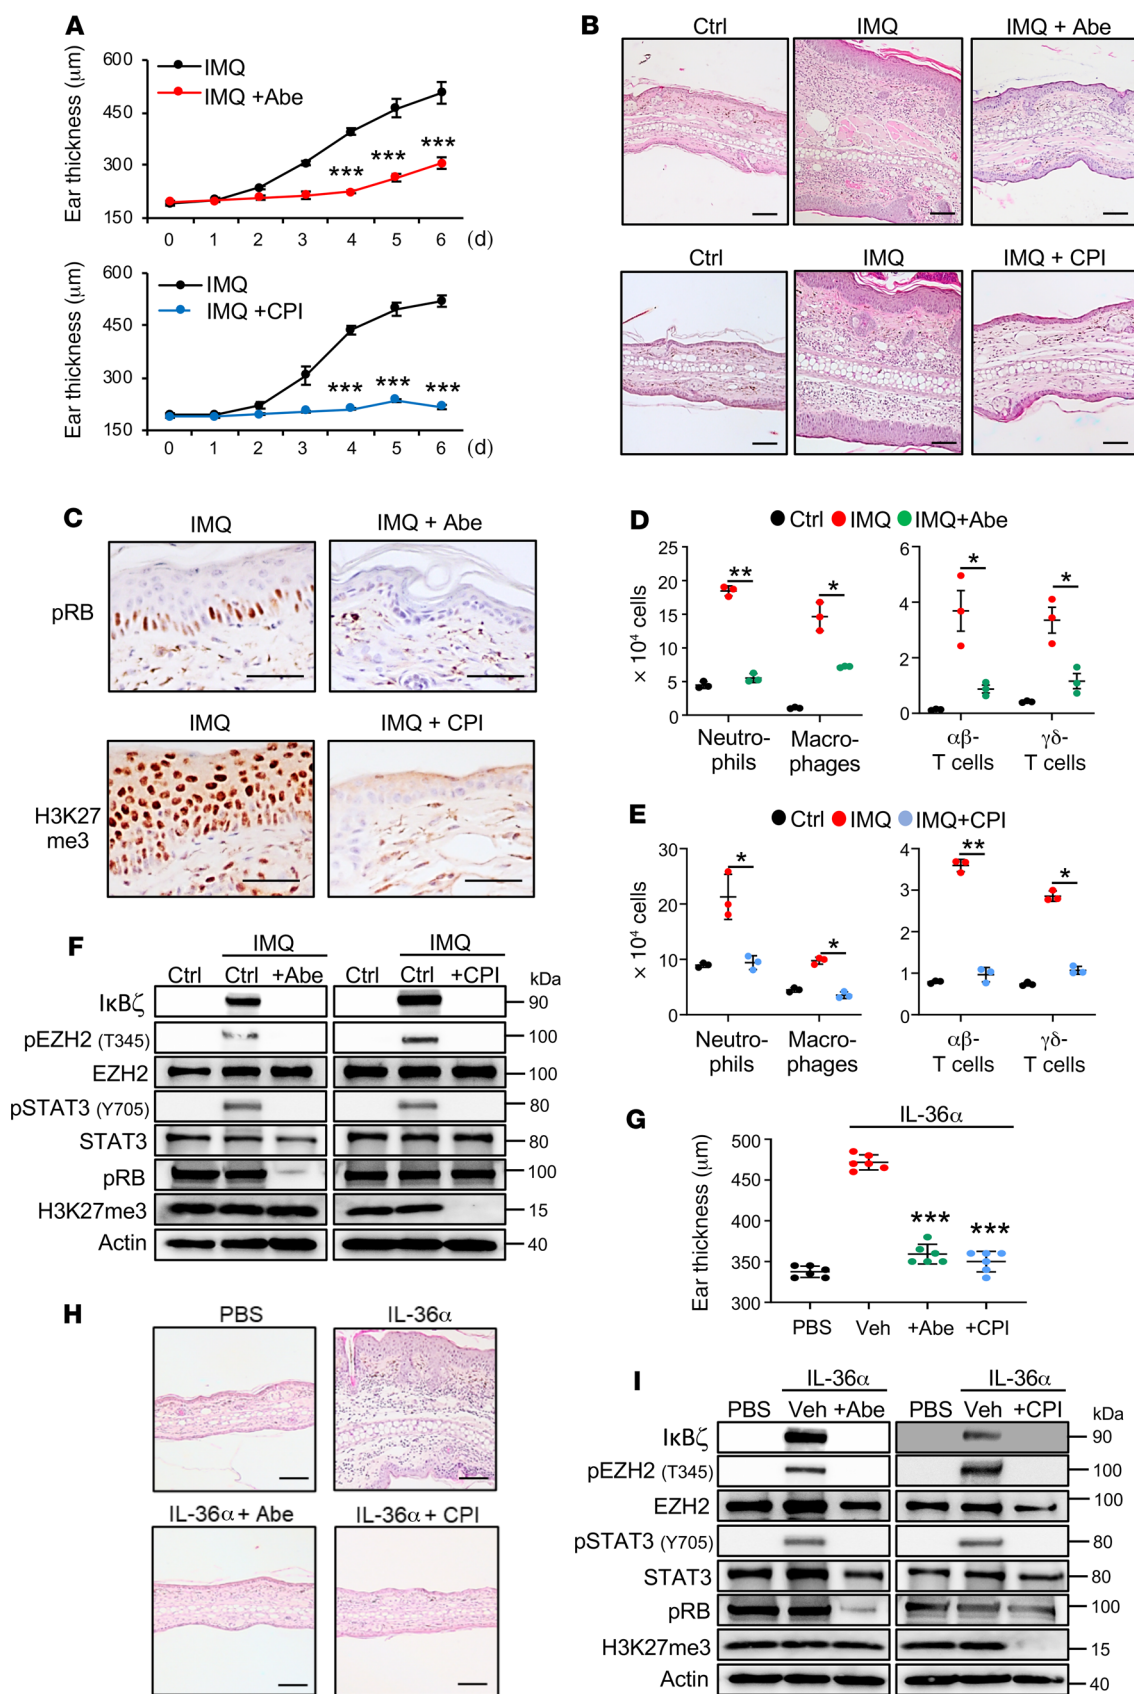 A
Ear thickness (μm)
600
450
300
150
IMQ
IMQ +Abe
***
***
***
0 1 2 3 4 5 6 (d)
Ear thickness (μm)
600
450
300
150
IMQ
IMQ +CPI
*** *** ***
0 1 2 3 4 5 6 (d)
B
Ctrl IMQ IMQ + Abe
Ctrl IMQ IMQ + CPI
C
IMQ IMQ + Abe
pRB
IMQ IMQ + CPI
H3K27
me3
D
Ctrl IMQ IMQ+Abe
× 10⁴ cells
25
20
15
10
5
0
** *
Neutro-
phils
Macro-
phages
6
4
2
0
* *
αβ-
T cells
γδ-
T cells
E
Ctrl IMQ IMQ+CPI
× 10⁴ cells
30
20
10
0
* *
Neutro-
phils
Macro-
phages
4
3
2
1
0
** *
αβ-
T cells
γδ-
T cells
F
IMQ IMQ
Ctrl Ctrl +Abe Ctrl Ctrl +CPI kDa
IκBζ 90
pEZH2 (T345) 100
EZH2 100
pSTAT3 (Y705) 80
STAT3 80
pRB 100
H3K27me3 15
Actin 40
G
IL-36α
Ear thickness (μm)
500
450
400
350
300
*** ***
PBS Veh +Abe +CPI
H
PBS IL-36α
IL-36α + Abe IL-36α + CPI
I
IL-36α IL-36α
PBS Veh +Abe PBS Veh +CPI kDa
IκBζ 90
pEZH2 (T345) 100
EZH2 100
pSTAT3 (Y705) 80
STAT3 80
pRB 100
H3K27me3 15
Actin 40